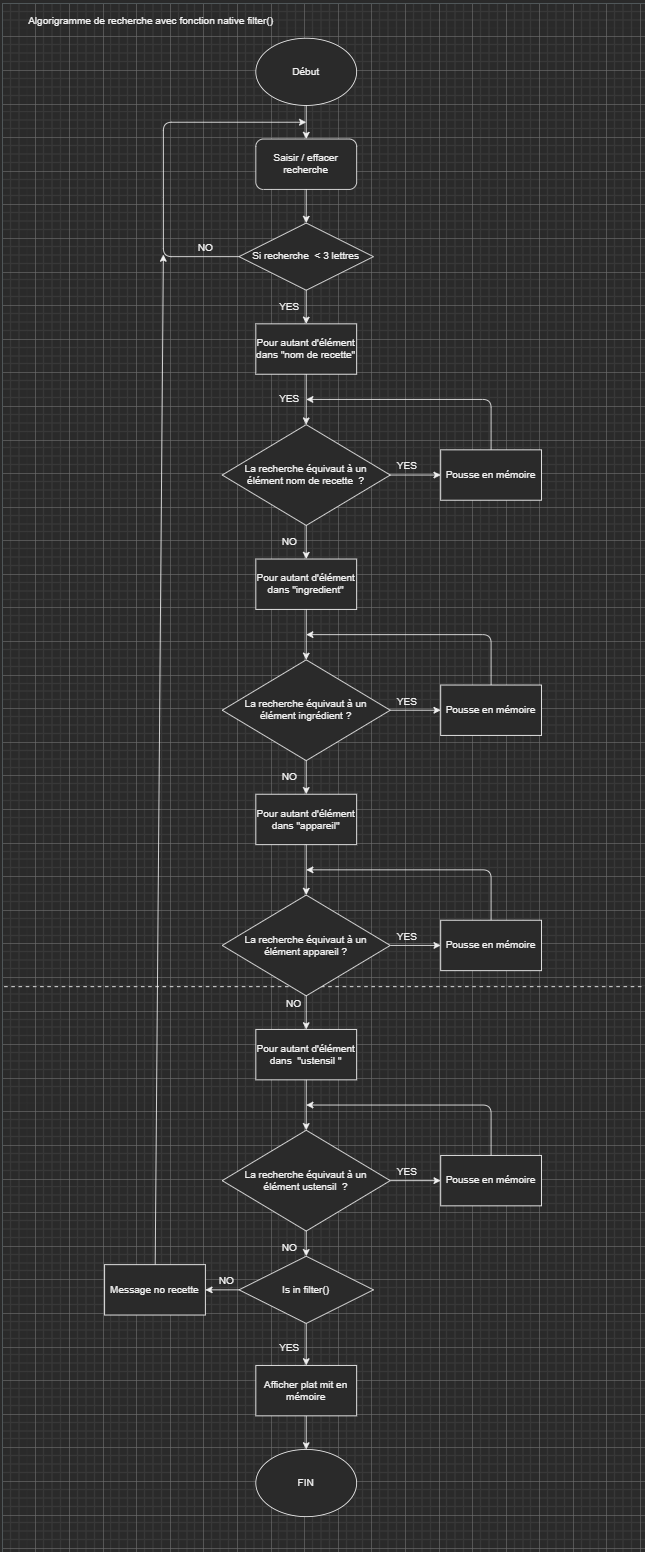 Algorigramme de recherche avec fonction native filter()
Début
Saisir / effacer
recherche
Si recherche  < 3 lettres
NO
YES
Pour autant d'élément
dans "nom de recette"
YES
La recherche équivaut à un
élément nom de recette  ?
YES
Pousse en mémoire
NO
Pour autant d'élément
dans "ingredient"
La recherche équivaut à un
élément ingrédient ?
YES
Pousse en mémoire
NO
Pour autant d'élément
dans "appareil"
La recherche équivaut à un
élément appareil ?
YES
Pousse en mémoire
NO
Pour autant d'élément
dans  "ustensil "
La recherche équivaut à un
élément ustensil  ?
YES
Pousse en mémoire
NO
Is in filter()
NO
Message no recette
YES
Afficher plat mit en
mémoire
FIN